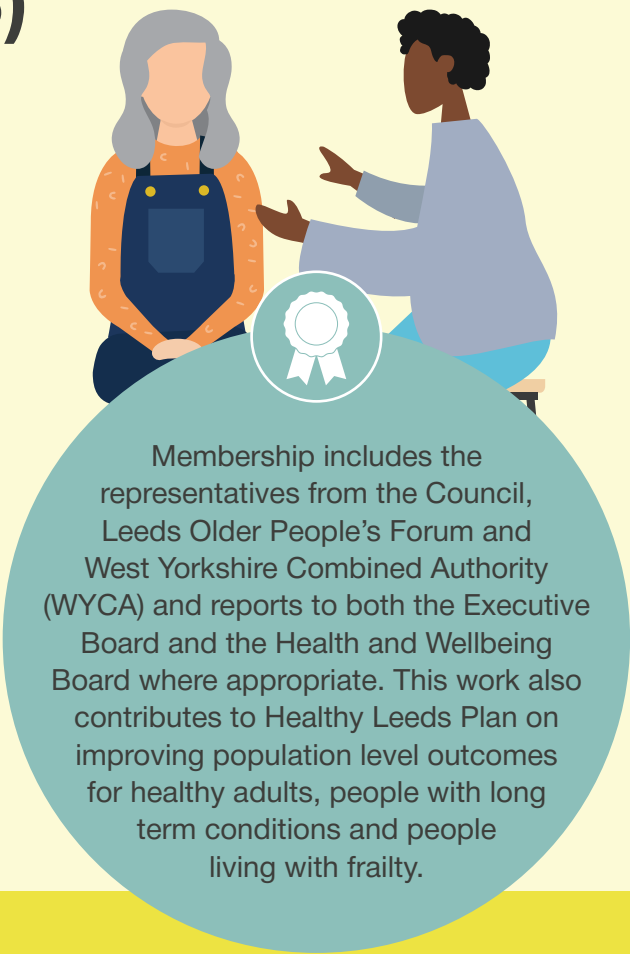 )
Membership includes the
representatives from the Council,
Leeds Older People’s Forum and
West Yorkshire Combined Authority
(WYCA) and reports to both the Executive
Board and the Health and Wellbeing
Board where appropriate. This work also
contributes to Healthy Leeds Plan on
improving population level outcomes
for healthy adults, people with long
term conditions and people
living with frailty.